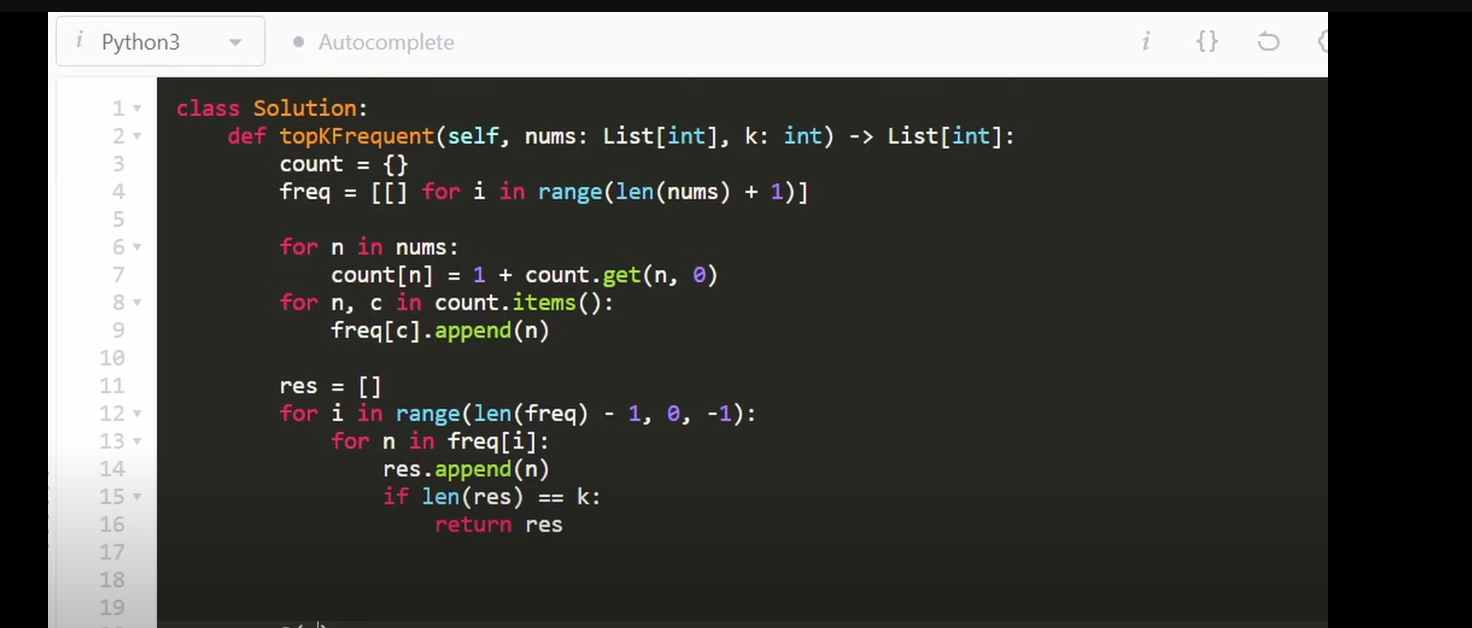 i Python3 Autocomplete i {}
1 class Solution:
2     def topKFrequent(self, nums: List[int], k: int) -> List[int]:
3         count = {}
4         freq = [[] for i in range(len(nums) + 1)]
5
6         for n in nums:
7             count[n] = 1 + count.get(n, 0)
8         for n, c in count.items():
9             freq[c].append(n)
10
11         res = []
12         for i in range(len(freq) - 1, 0, -1):
13             for n in freq[i]:
14                 res.append(n)
15                 if len(res) == k:
16                     return res
17
18
19